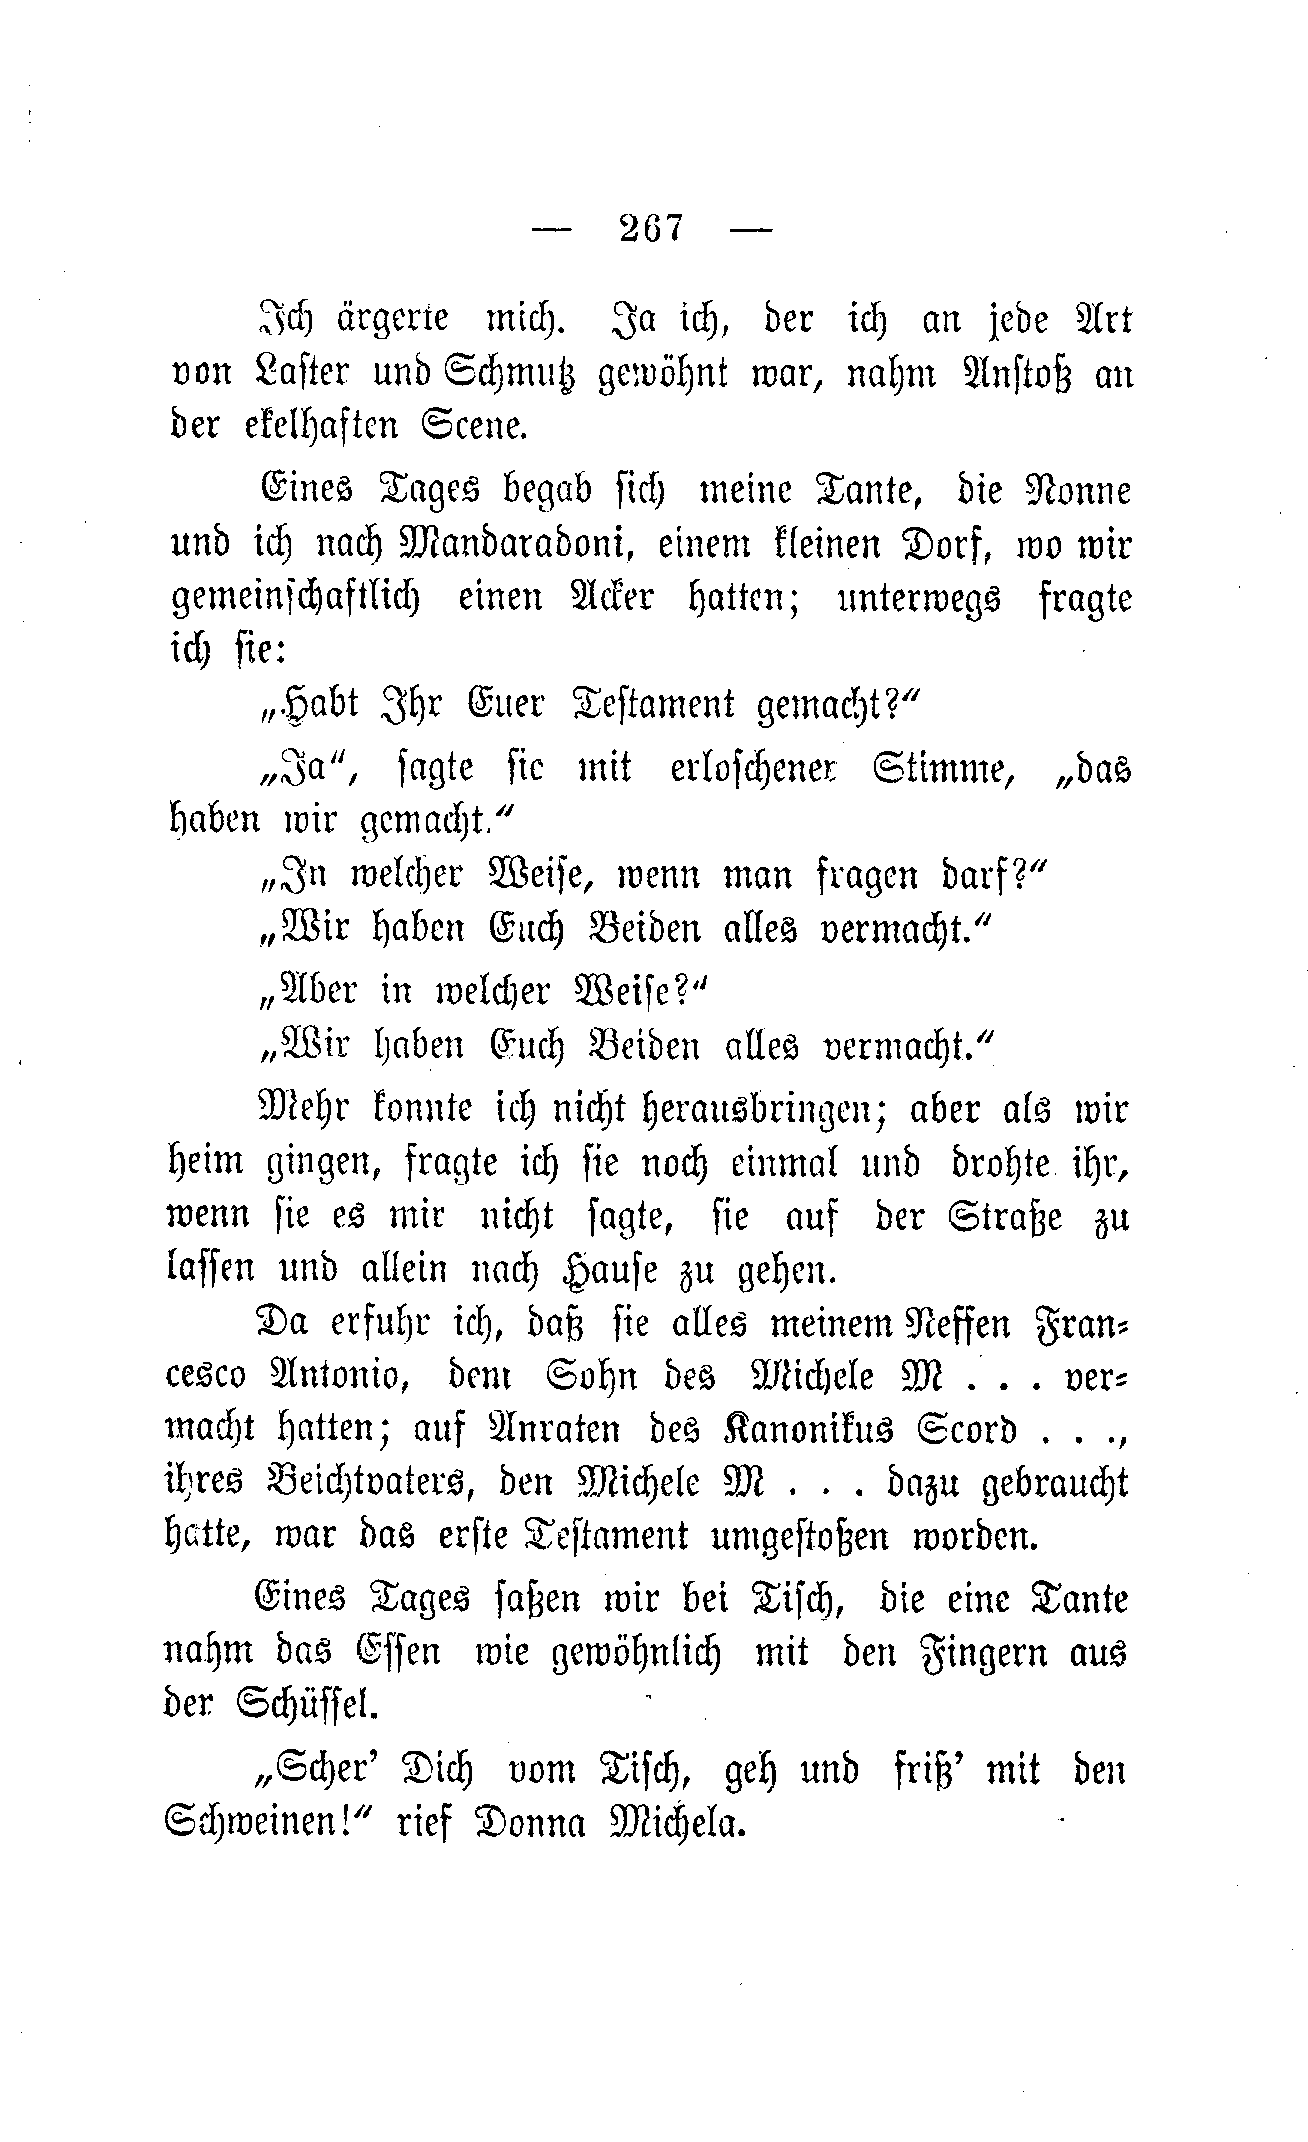 — 267 —
Ich ärgerte mich. Ja ich, der ich an jede Art
von Laster und Schmutz gewöhnt war, nahm Anstoß an
der ekelhaften Scene.
Eines Tages begab sich meine Tante, die Nonne
und ich nach Mandaradoni, einem kleinen Dorf, wo wir
gemeinschaftlich einen Acker hatten; unterwegs fragte
ich sie:
„Habt Ihr Euer Testament gemacht?“
„Ja“, sagte sie mit erloschener Stimme, „das
haben wir gemacht.“
„In welcher Weise, wenn man fragen darf?“
„Wir haben Euch Beiden alles vermacht.“
„Aber in welcher Weise?“
„Wir haben Euch Beiden alles vermacht.“
Mehr konnte ich nicht herausbringen; aber als wir
heim gingen, fragte ich sie noch einmal und drohte ihr,
wenn sie es mir nicht sagte, sie auf der Straße zu
lassen und allein nach Hause zu gehen.
Da erfuhr ich, daß sie alles meinem Neffen Fran-
cesco Antonio, dem Sohn des Michele M . . . ver-
macht hatten; auf Anraten des Kanonikus Scord . . .,
ihres Beichtvaters, den Michele M . . . dazu gebraucht
hatte, war das erste Testament umgestoßen worden.
Eines Tages saßen wir bei Tisch, die eine Tante
nahm das Essen wie gewöhnlich mit den Fingern aus
der Schüssel.
„Scher’ Dich vom Tisch, geh und friß’ mit den
Schweinen!“ rief Donna Michela.